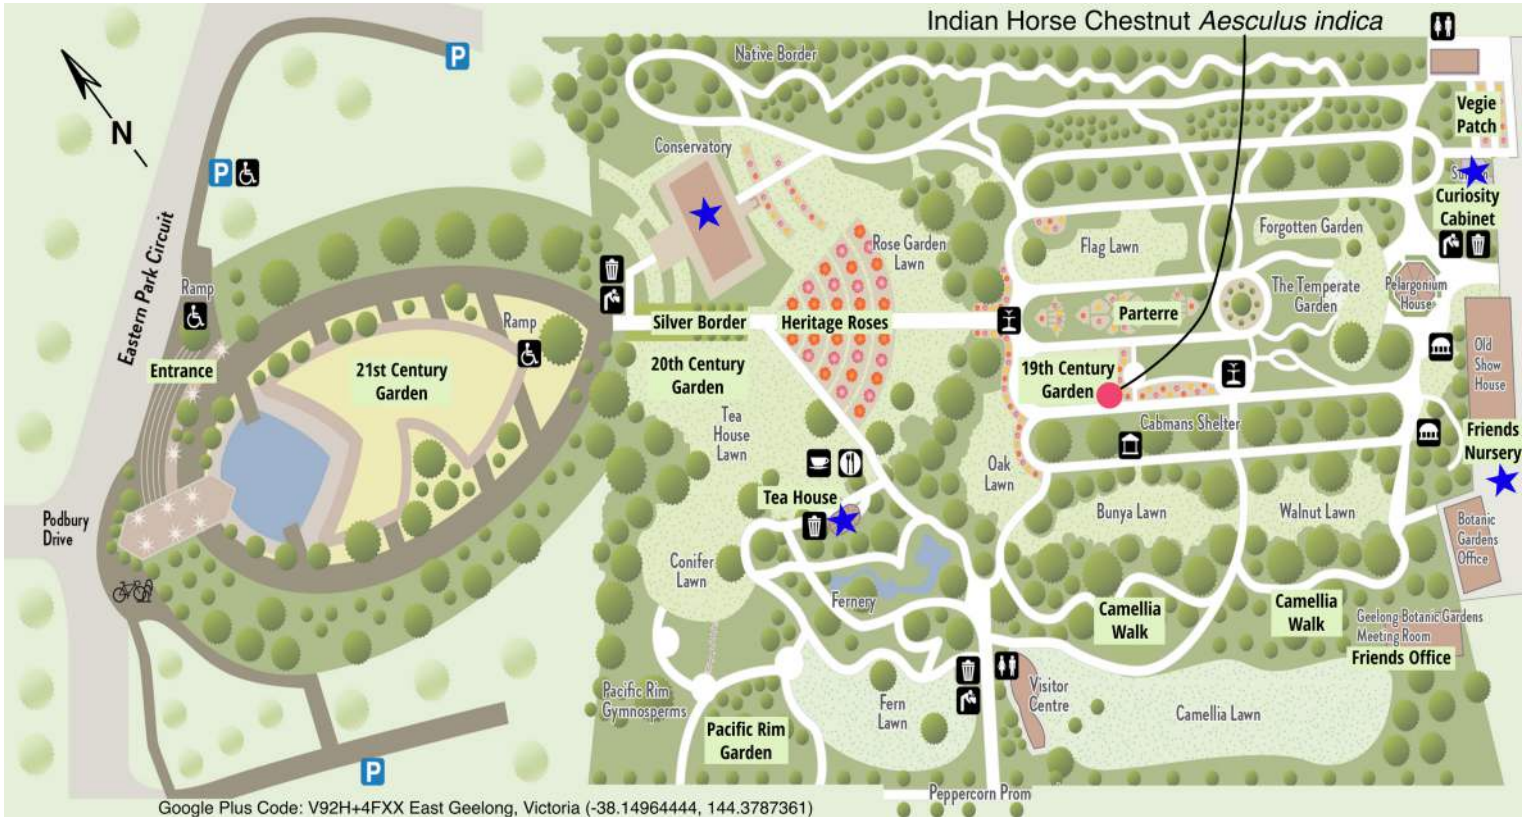 Indian Horse Chestnut Aesculus indica
Native Border
P
N
Vegie
Patch
Conservatory
P
Curiosity
Cabinet
Eastern Park Circuit
Rose Garden
Lawn
Flag Lawn
Forgotten Garden
Ramp
The Temperate
Garden
Pelargonium
House
Ramp
Silver Border
Heritage Roses
Parterre
Entrance
21st Century
Garden
20th Century
Garden
19th Century
Garden
Old
Show
House
Tea
House
Lawn
Cabmans Shelter
Friends
Nursery
Oak
Lawn
Tea House
Bunya Lawn
Walnut Lawn
Podbury
Drive
Botanic
Gardens
Office
Conifer
Lawn
Fernery
Camellia
Walk
Camellia
Walk
Geelong Botanic Gardens
Meeting Room
Friends Office
Pacific Rim
Gymnosperms
Visitor
Centre
Fern
Lawn
Camellia Lawn
Pacific Rim
Garden
P
Peppercorn Prom
Google Plus Code: V92H+4FXX East Geelong, Victoria (-38.14964444, 144.3787361)